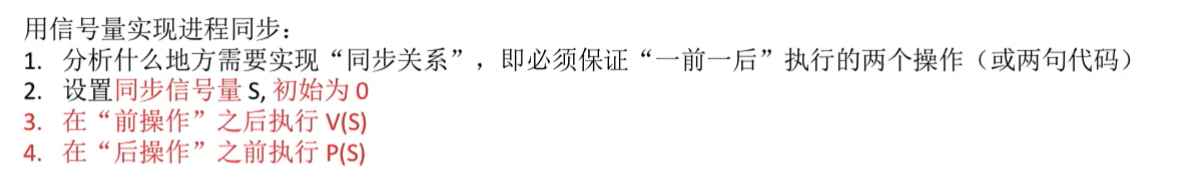 用信号量实现进程同步：
1. 分析什么地方需要实现“同步关系”，即必须保证“一前一后”执行的两个操作（或两句代码）
2. 设置同步信号量 S, 初始为 0
3. 在“前操作”之后执行 V(S)
4. 在“后操作”之前执行 P(S)